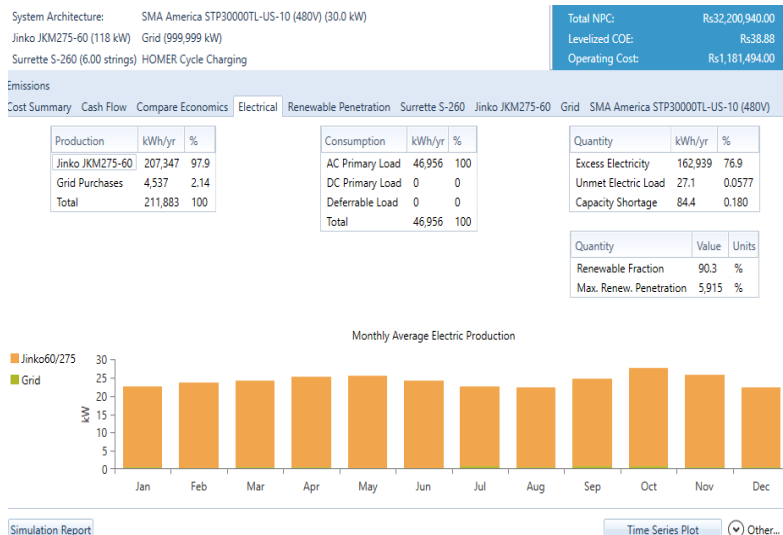 System Architecture: SMA America STP30000TL-US-10 (480V) (30.0 kW)
Jinko JKM275-60 (118 kW) Grid (999,999 kW)
Surrette S-260 (6.00 strings) HOMER Cycle Charging
Total NPC: Rs32,200,940.00
Levelized COE: Rs38.88
Operating Cost: Rs1,181,494.00
Emissions
Cost Summary Cash Flow Compare Economics Electrical Renewable Penetration Surrette S-260 Jinko JKM275-60 Grid SMA America STP30000TL-US-10 (480V)
Production kWh/yr %
Jinko JKM275-60 207,347 97.9
Grid Purchases 4,537 2.14
Total 211,883 100
Consumption kWh/yr %
AC Primary Load 46,956 100
DC Primary Load 0 0
Deferrable Load 0 0
Total 46,956 100
Quantity kWh/yr %
Excess Electricity 162,939 76.9
Unmet Electric Load 27.1 0.0577
Capacity Shortage 84.4 0.180
Quantity Value Units
Renewable Fraction 90.3 %
Max. Renew. Penetration 5,915 %
Monthly Average Electric Production
Jinko60/275
Grid
kW
30
25
20
15
10
5
0
Jan Feb Mar Apr May Jun Jul Aug Sep Oct Nov Dec
Simulation Report Time Series Plot Other...